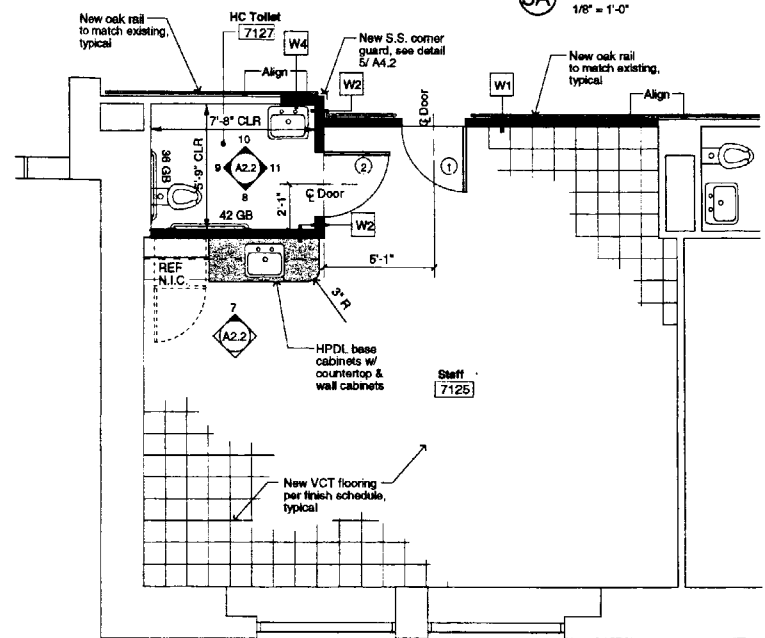 5A
1/8" = 1'-0"
New oak rail
to match existing,
typical
HC Toilet
7127
W4
New S.S. corner
guard, see detail
5/ A4.2
Align
W2
W1
New oak rail
to match existing,
typical
Align
℄ Door
7'-8" CLR
5'-9" CLR
36 GB
10
9
A2.2
11
8
42 GB
2'-1"
℄ Door
2
1
W2
5'-1"
REF
N.I.C.
3" R
7
A2.2
HPDL base
cabinets w/
countertop &
wall cabinets
Staff
7125
New VCT flooring
per finish schedule,
typical